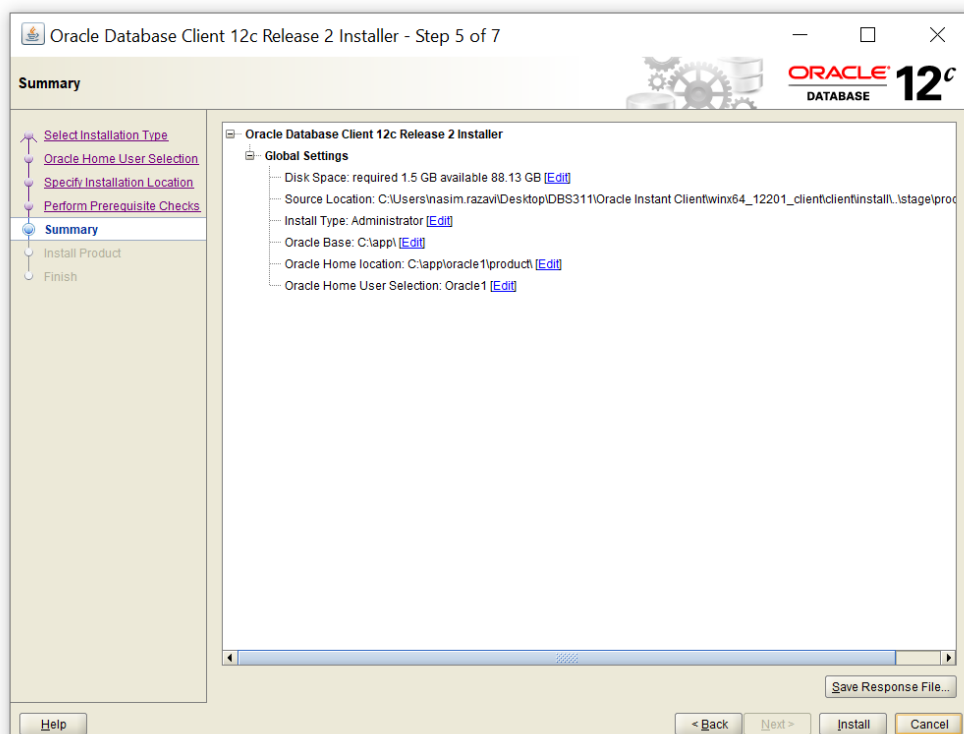 Oracle Database Client 12c Release 2 Installer - Step 5 of 7
Summary
ORACLE DATABASE 12c
Select Installation Type
Oracle Home User Selection
Specify Installation Location
Perform Prerequisite Checks
Summary
Install Product
Finish
Oracle Database Client 12c Release 2 Installer
Global Settings
Disk Space: required 1.5 GB available 88.13 GB [Edit]
Source Location: C:\Users\nasim.razavi\Desktop\DBS311\Oracle Instant Client\winx64_12201_client\client\install\..\stage\proc
Install Type: Administrator [Edit]
Oracle Base: C:\app\ [Edit]
Oracle Home location: C:\app\oracle1\product\ [Edit]
Oracle Home User Selection: Oracle1 [Edit]
Save Response File...
Help
< Back
Next >
Install
Cancel